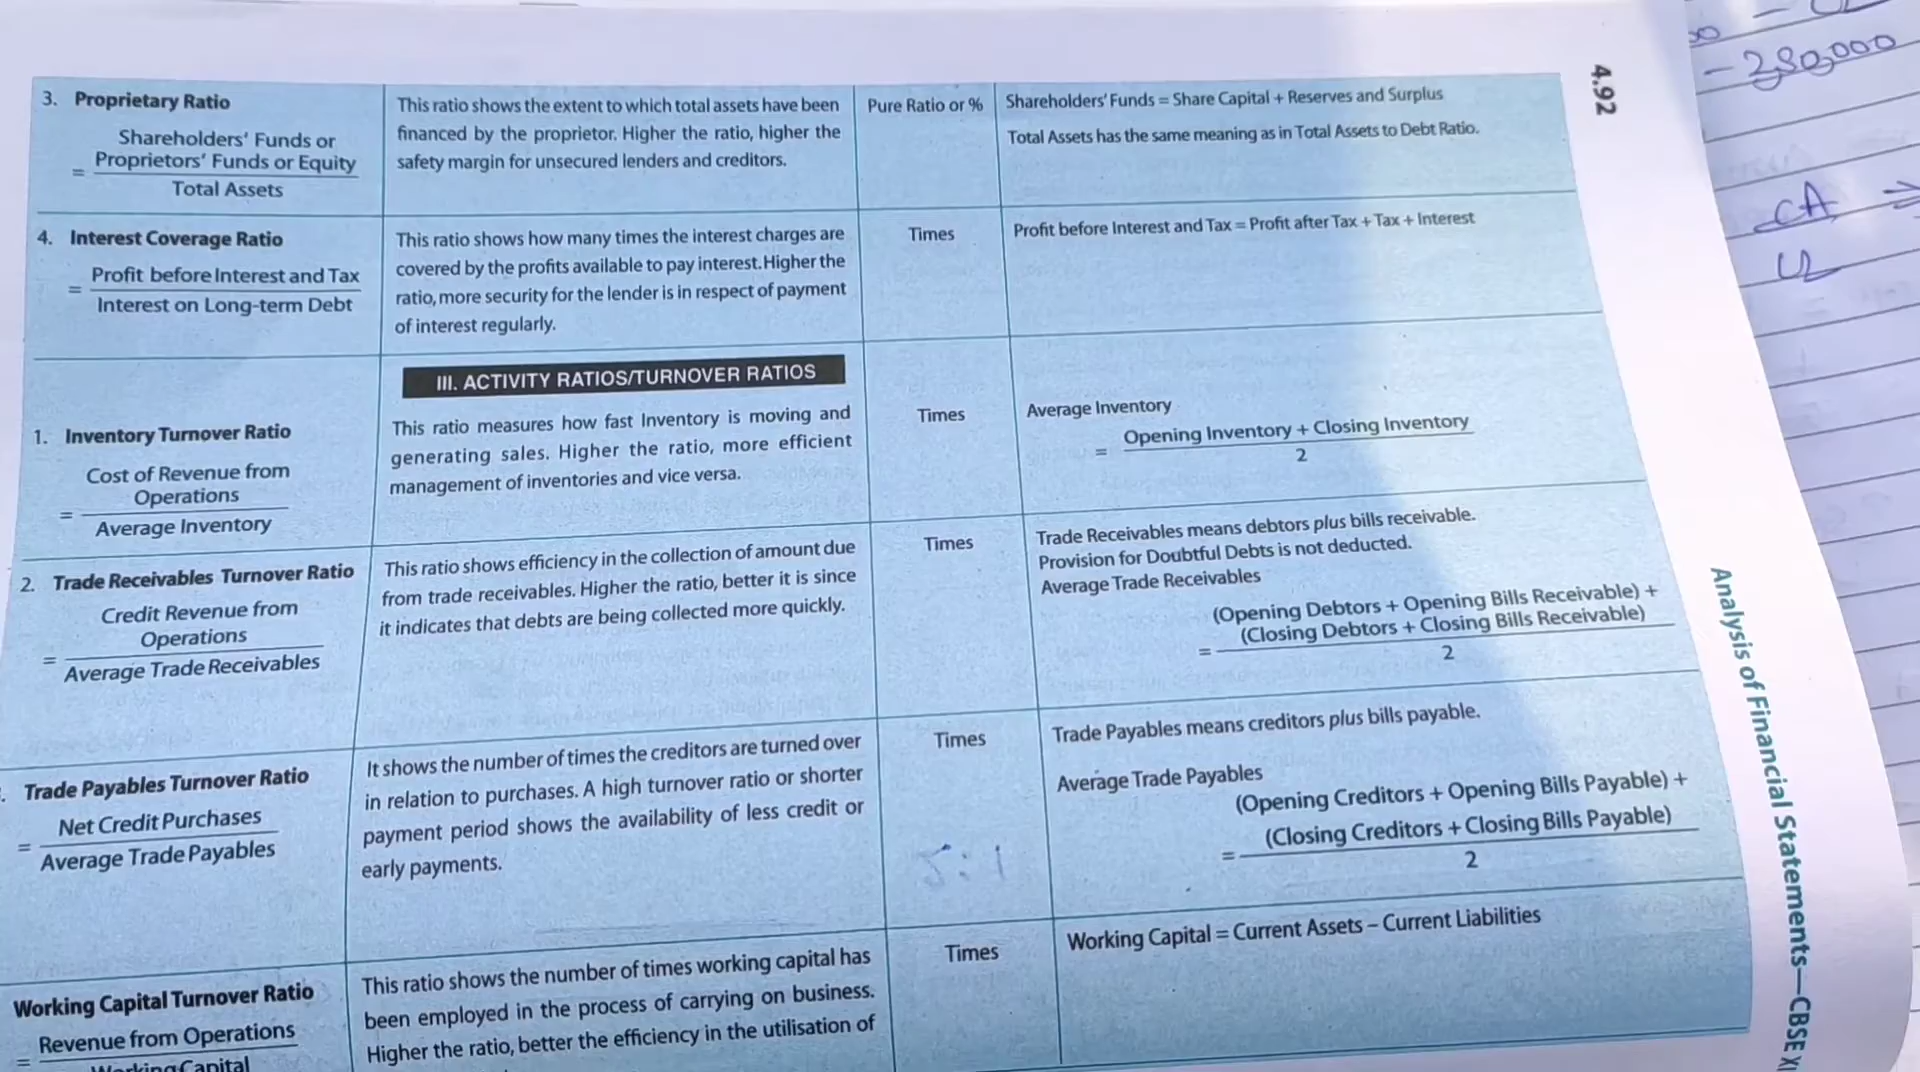 3. Proprietary Ratio
Shareholders' Funds or
Proprietors' Funds or Equity
=
Total Assets
This ratio shows the extent to which total assets have been
financed by the proprietor. Higher the ratio, higher the
safety margin for unsecured lenders and creditors.
Pure Ratio or %
Shareholders' Funds = Share Capital + Reserves and Surplus
Total Assets has the same meaning as in Total Assets to Debt Ratio.
4. Interest Coverage Ratio
Profit before Interest and Tax
=
Interest on Long-term Debt
This ratio shows how many times the interest charges are
covered by the profits available to pay interest. Higher the
ratio, more security for the lender is in respect of payment
of interest regularly.
Times
Profit before Interest and Tax = Profit after Tax + Tax + Interest
III. ACTIVITY RATIOS/TURNOVER RATIOS
1. Inventory Turnover Ratio
Cost of Revenue from
Operations
=
Average Inventory
This ratio measures how fast Inventory is moving and
generating sales. Higher the ratio, more efficient
management of inventories and vice versa.
Times
Average Inventory
Opening Inventory + Closing Inventory
=
2
2. Trade Receivables Turnover Ratio
Credit Revenue from
Operations
=
Average Trade Receivables
This ratio shows efficiency in the collection of amount due
from trade receivables. Higher the ratio, better it is since
it indicates that debts are being collected more quickly.
Times
Trade Receivables means debtors plus bills receivable.
Provision for Doubtful Debts is not deducted.
Average Trade Receivables
(Opening Debtors + Opening Bills Receivable) +
(Closing Debtors + Closing Bills Receivable)
=
2
. Trade Payables Turnover Ratio
Net Credit Purchases
=
Average Trade Payables
It shows the number of times the creditors are turned over
in relation to purchases. A high turnover ratio or shorter
payment period shows the availability of less credit or
early payments.
Times
5:1
Trade Payables means creditors plus bills payable.
Average Trade Payables
(Opening Creditors + Opening Bills Payable) +
(Closing Creditors + Closing Bills Payable)
=
2
Working Capital Turnover Ratio
Revenue from Operations
=
Working Capital
This ratio shows the number of times working capital has
been employed in the process of carrying on business.
Higher the ratio, better the efficiency in the utilisation of
Times
Working Capital = Current Assets – Current Liabilities
4.92
Analysis of Financial Statements—CBSE XI
CA ⇒